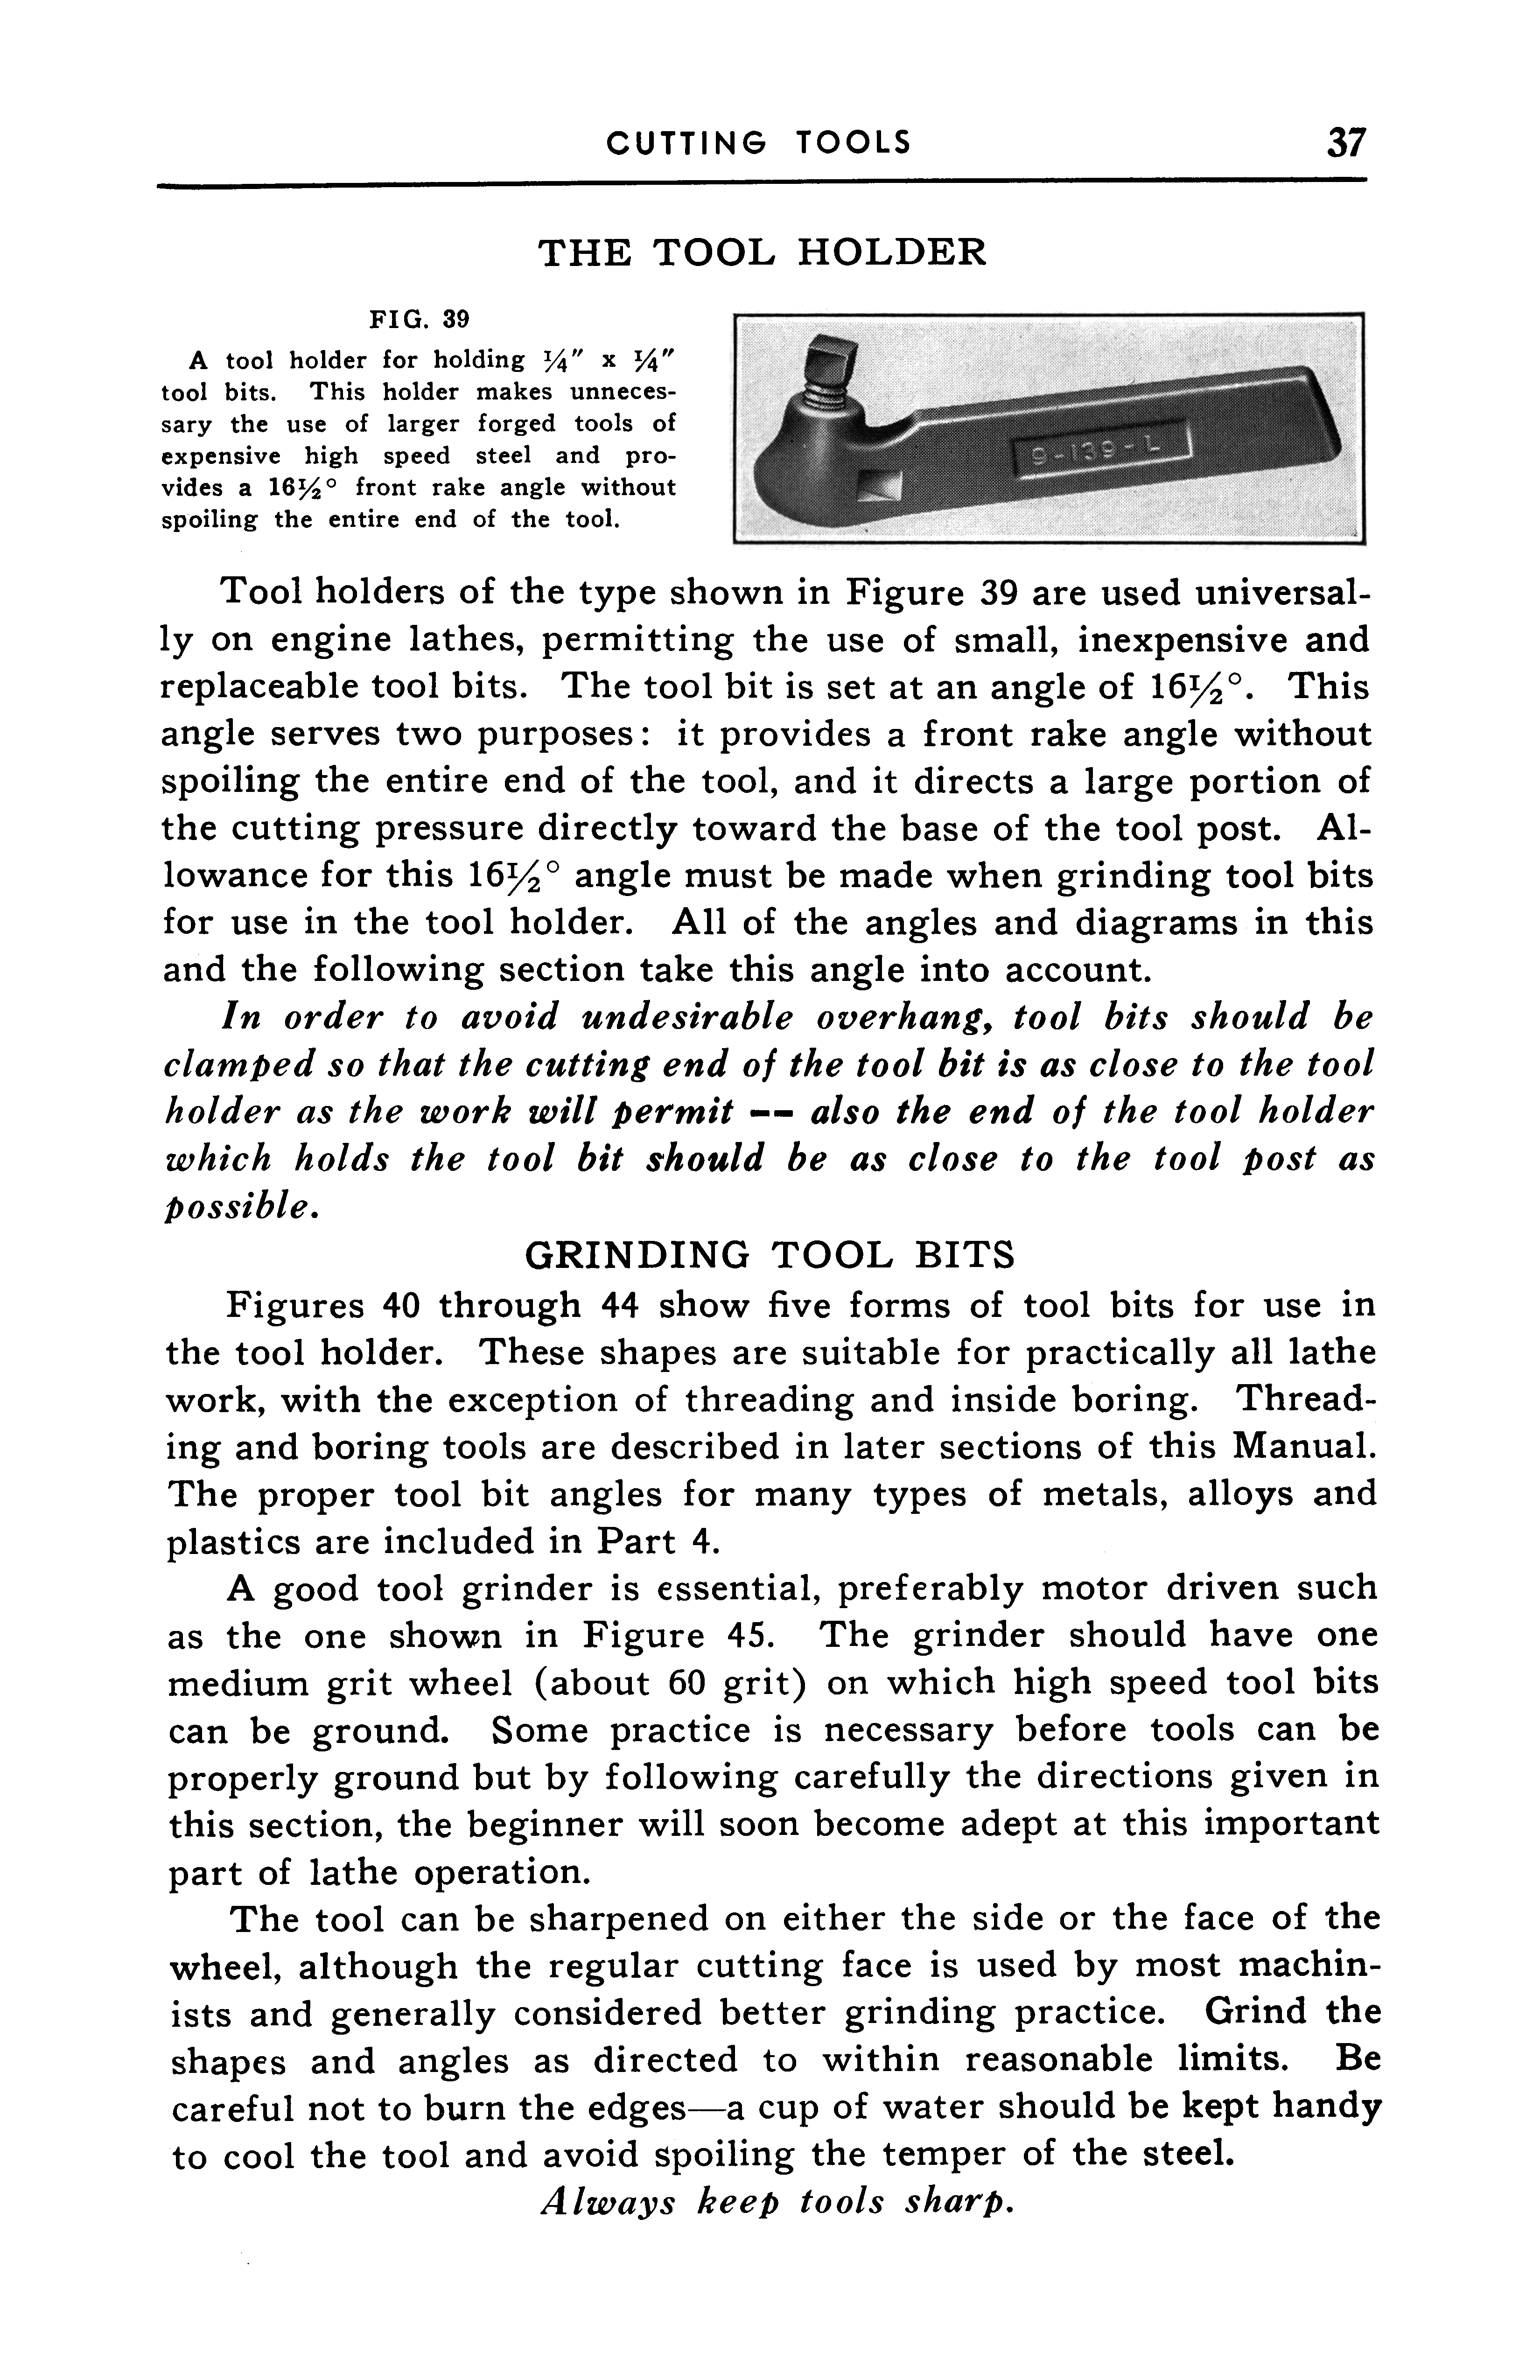 CUTTING TOOLS 37
THE TOOL HOLDER
FIG. 39
A tool holder for holding ¼″ x ¼″
tool bits. This holder makes unneces-
sary the use of larger forged tools of
expensive high speed steel and pro-
vides a 16½° front rake angle without
spoiling the entire end of the tool.
9-139-L
Tool holders of the type shown in Figure 39 are used universal-
ly on engine lathes, permitting the use of small, inexpensive and
replaceable tool bits. The tool bit is set at an angle of 16½°. This
angle serves two purposes: it provides a front rake angle without
spoiling the entire end of the tool, and it directs a large portion of
the cutting pressure directly toward the base of the tool post. Al-
lowance for this 16½° angle must be made when grinding tool bits
for use in the tool holder. All of the angles and diagrams in this
and the following section take this angle into account.
In order to avoid undesirable overhang, tool bits should be
clamped so that the cutting end of the tool bit is as close to the tool
holder as the work will permit -- also the end of the tool holder
which holds the tool bit should be as close to the tool post as
possible.
GRINDING TOOL BITS
Figures 40 through 44 show five forms of tool bits for use in
the tool holder. These shapes are suitable for practically all lathe
work, with the exception of threading and inside boring. Thread-
ing and boring tools are described in later sections of this Manual.
The proper tool bit angles for many types of metals, alloys and
plastics are included in Part 4.
A good tool grinder is essential, preferably motor driven such
as the one shown in Figure 45. The grinder should have one
medium grit wheel (about 60 grit) on which high speed tool bits
can be ground. Some practice is necessary before tools can be
properly ground but by following carefully the directions given in
this section, the beginner will soon become adept at this important
part of lathe operation.
The tool can be sharpened on either the side or the face of the
wheel, although the regular cutting face is used by most machin-
ists and generally considered better grinding practice. Grind the
shapes and angles as directed to within reasonable limits. Be
careful not to burn the edges—a cup of water should be kept handy
to cool the tool and avoid spoiling the temper of the steel.
Always keep tools sharp.